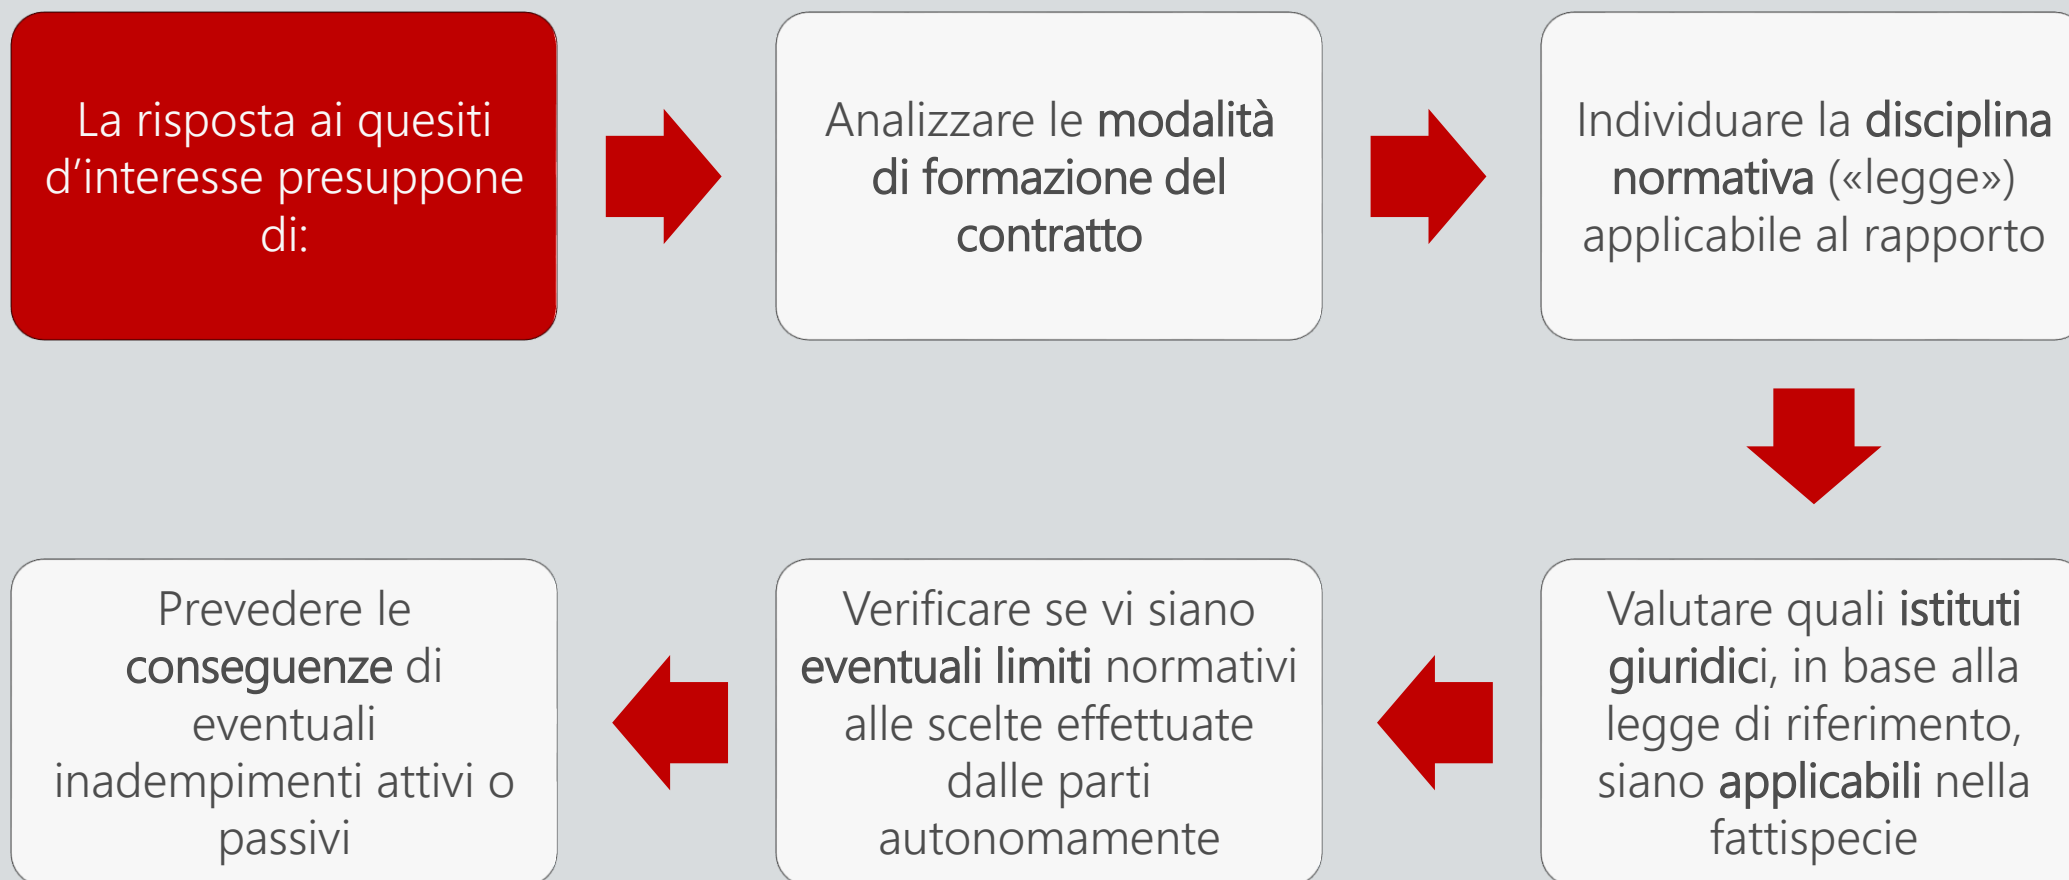 La risposta ai quesiti
d’interesse presuppone
di:
Analizzare le modalità
di formazione del
contratto
Individuare la disciplina
normativa («legge»)
applicabile al rapporto
Valutare quali istituti
giuridici, in base alla
legge di riferimento,
siano applicabili nella
fattispecie
Verificare se vi siano
eventuali limiti normativi
alle scelte effettuate
dalle parti
autonomamente
Prevedere le
conseguenze di
eventuali
inadempimenti attivi o
passivi